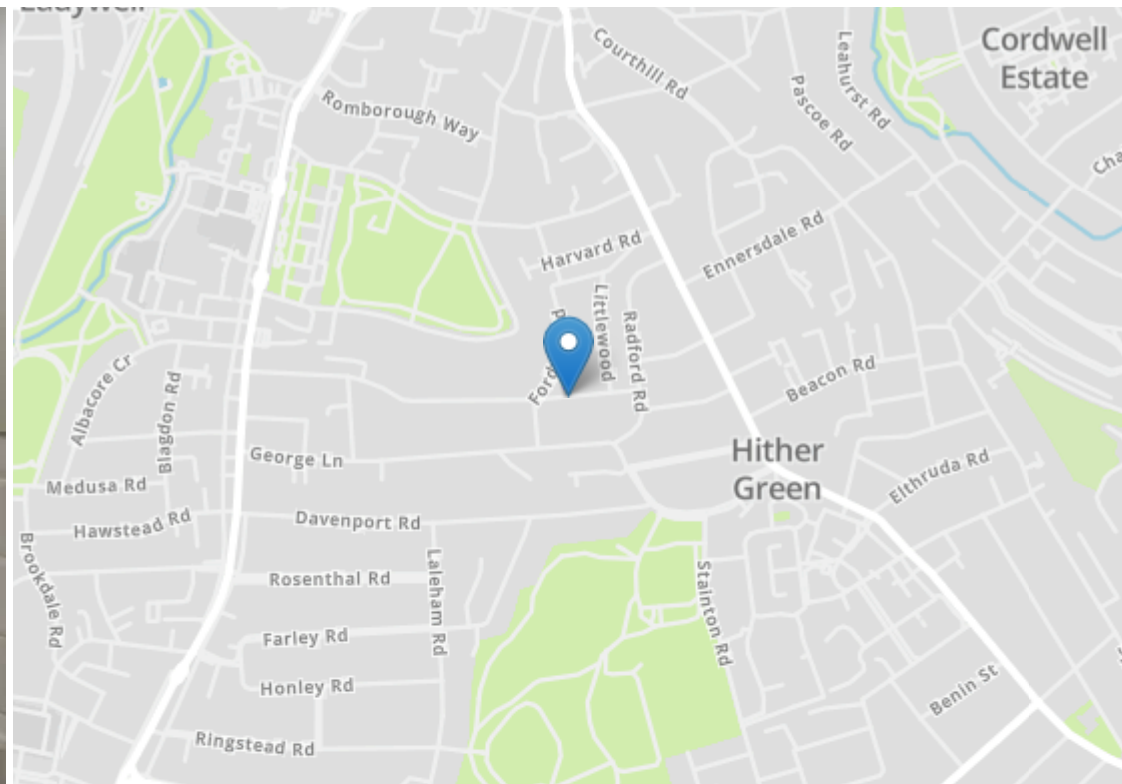 Ladywell
Courthill Rd
Leahurst Rd
Cordwell
Estate
Pascoe Rd
Romborough Way
Harvard Rd
Ennersdale Rd
Littlewood
Radford Rd
Beacon Rd
Albacore Cr
Blagdon Rd
George Ln
Hither
Green
Elthruda Rd
Medusa Rd
Hawstead Rd
Davenport Rd
Brookdale Rd
Rosenthal Rd
Laleham Rd
Stainton Rd
Farley Rd
Honley Rd
Benin St
Ringstead Rd